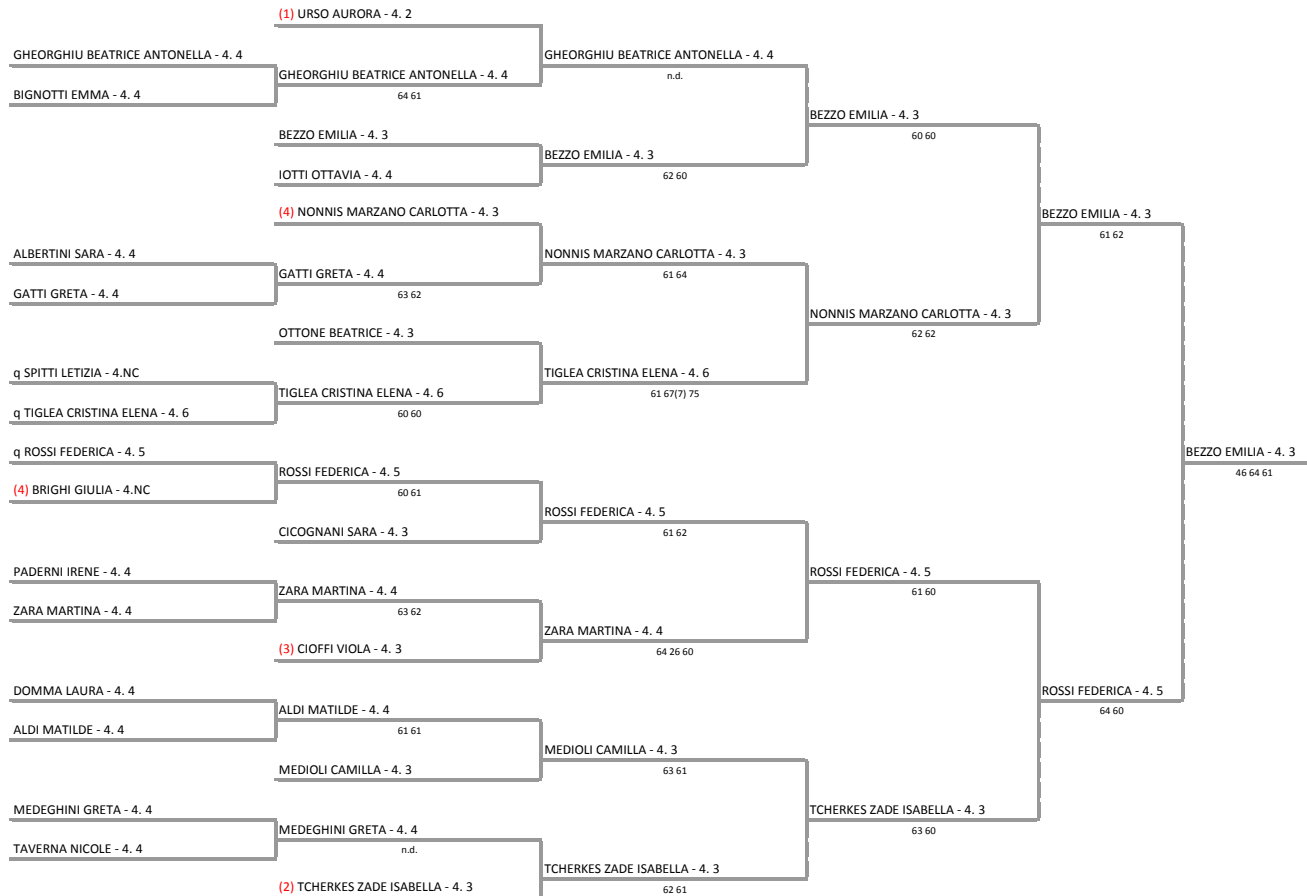 (1) URSO AURORA - 4. 2
GHEORGHIU BEATRICE ANTONELLA - 4. 4
GHEORGHIU BEATRICE ANTONELLA - 4. 4
n.d.
GHEORGHIU BEATRICE ANTONELLA - 4. 4
64 61
BIGNOTTI EMMA - 4. 4
BEZZO EMILIA - 4. 3
60 60
BEZZO EMILIA - 4. 3
BEZZO EMILIA - 4. 3
62 60
IOTTI OTTAVIA - 4. 4
(4) NONNIS MARZANO CARLOTTA - 4. 3
BEZZO EMILIA - 4. 3
61 62
ALBERTINI SARA - 4. 4
NONNIS MARZANO CARLOTTA - 4. 3
61 64
GATTI GRETA - 4. 4
63 62
GATTI GRETA - 4. 4
NONNIS MARZANO CARLOTTA - 4. 3
62 62
OTTONE BEATRICE - 4. 3
q SPITTI LETIZIA - 4.NC
TIGLEA CRISTINA ELENA - 4. 6
61 67(7) 75
TIGLEA CRISTINA ELENA - 4. 6
60 60
q TIGLEA CRISTINA ELENA - 4. 6
q ROSSI FEDERICA - 4. 5
BEZZO EMILIA - 4. 3
46 64 61
ROSSI FEDERICA - 4. 5
60 61
(4) BRIGHI GIULIA - 4.NC
ROSSI FEDERICA - 4. 5
61 62
CICOGNANI SARA - 4. 3
PADERNI IRENE - 4. 4
ROSSI FEDERICA - 4. 5
61 60
ZARA MARTINA - 4. 4
63 62
ZARA MARTINA - 4. 4
ZARA MARTINA - 4. 4
64 26 60
(3) CIOFFI VIOLA - 4. 3
DOMMA LAURA - 4. 4
ROSSI FEDERICA - 4. 5
64 60
ALDI MATILDE - 4. 4
61 61
ALDI MATILDE - 4. 4
MEDIOLI CAMILLA - 4. 3
63 61
MEDIOLI CAMILLA - 4. 3
MEDEGHINI GRETA - 4. 4
TCHERKES ZADE ISABELLA - 4. 3
63 60
MEDEGHINI GRETA - 4. 4
n.d.
TAVERNA NICOLE - 4. 4
TCHERKES ZADE ISABELLA - 4. 3
62 61
(2) TCHERKES ZADE ISABELLA - 4. 3